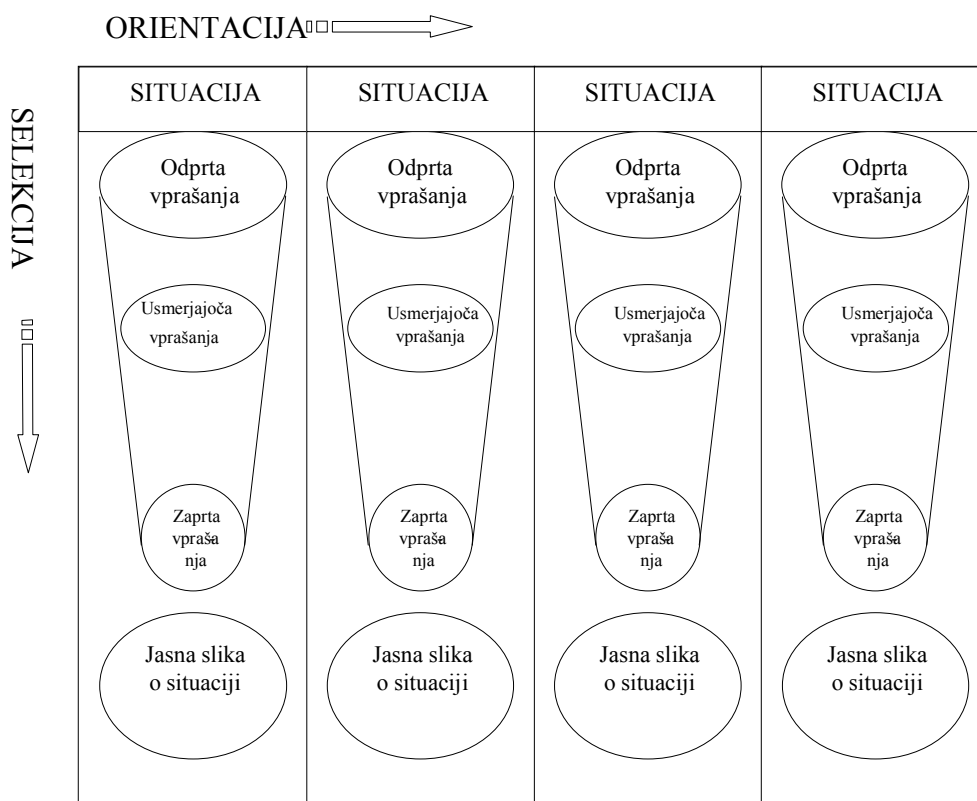 ORIENTACIJA
SELEKCIJA
SITUACIJA
SITUACIJA
SITUACIJA
SITUACIJA
Odprta
vprašanja
Odprta
vprašanja
Odprta
vprašanja
Odprta
vprašanja
Usmerjajoča
vprašanja
Usmerjajoča
vprašanja
Usmerjajoča
vprašanja
Usmerjajoča
vprašanja
Zaprta
vpraša
nja
Zaprta
vpraša
nja
Zaprta
vpraša
nja
Zaprta
vpraša
nja
Jasna slika
o situaciji
Jasna slika
o situaciji
Jasna slika
o situaciji
Jasna slika
o situaciji